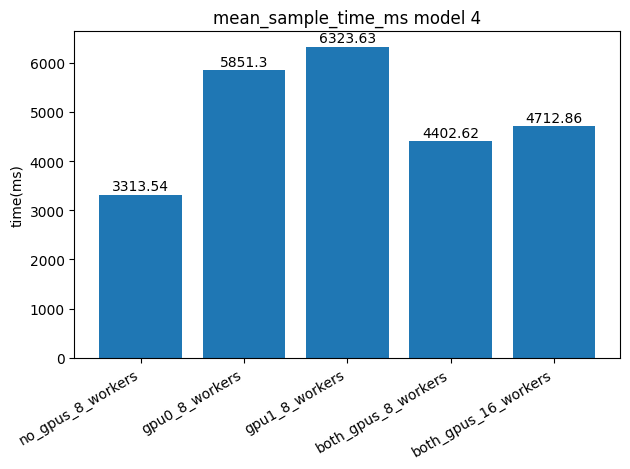 mean_sample_time_ms model 4
time(ms)
6000
5000
4000
3000
2000
1000
0
3313.54
5851.3
6323.63
4402.62
4712.86
no_gpus_8_workers
gpu0_8_workers
gpu1_8_workers
both_gpus_8_workers
both_gpus_16_workers